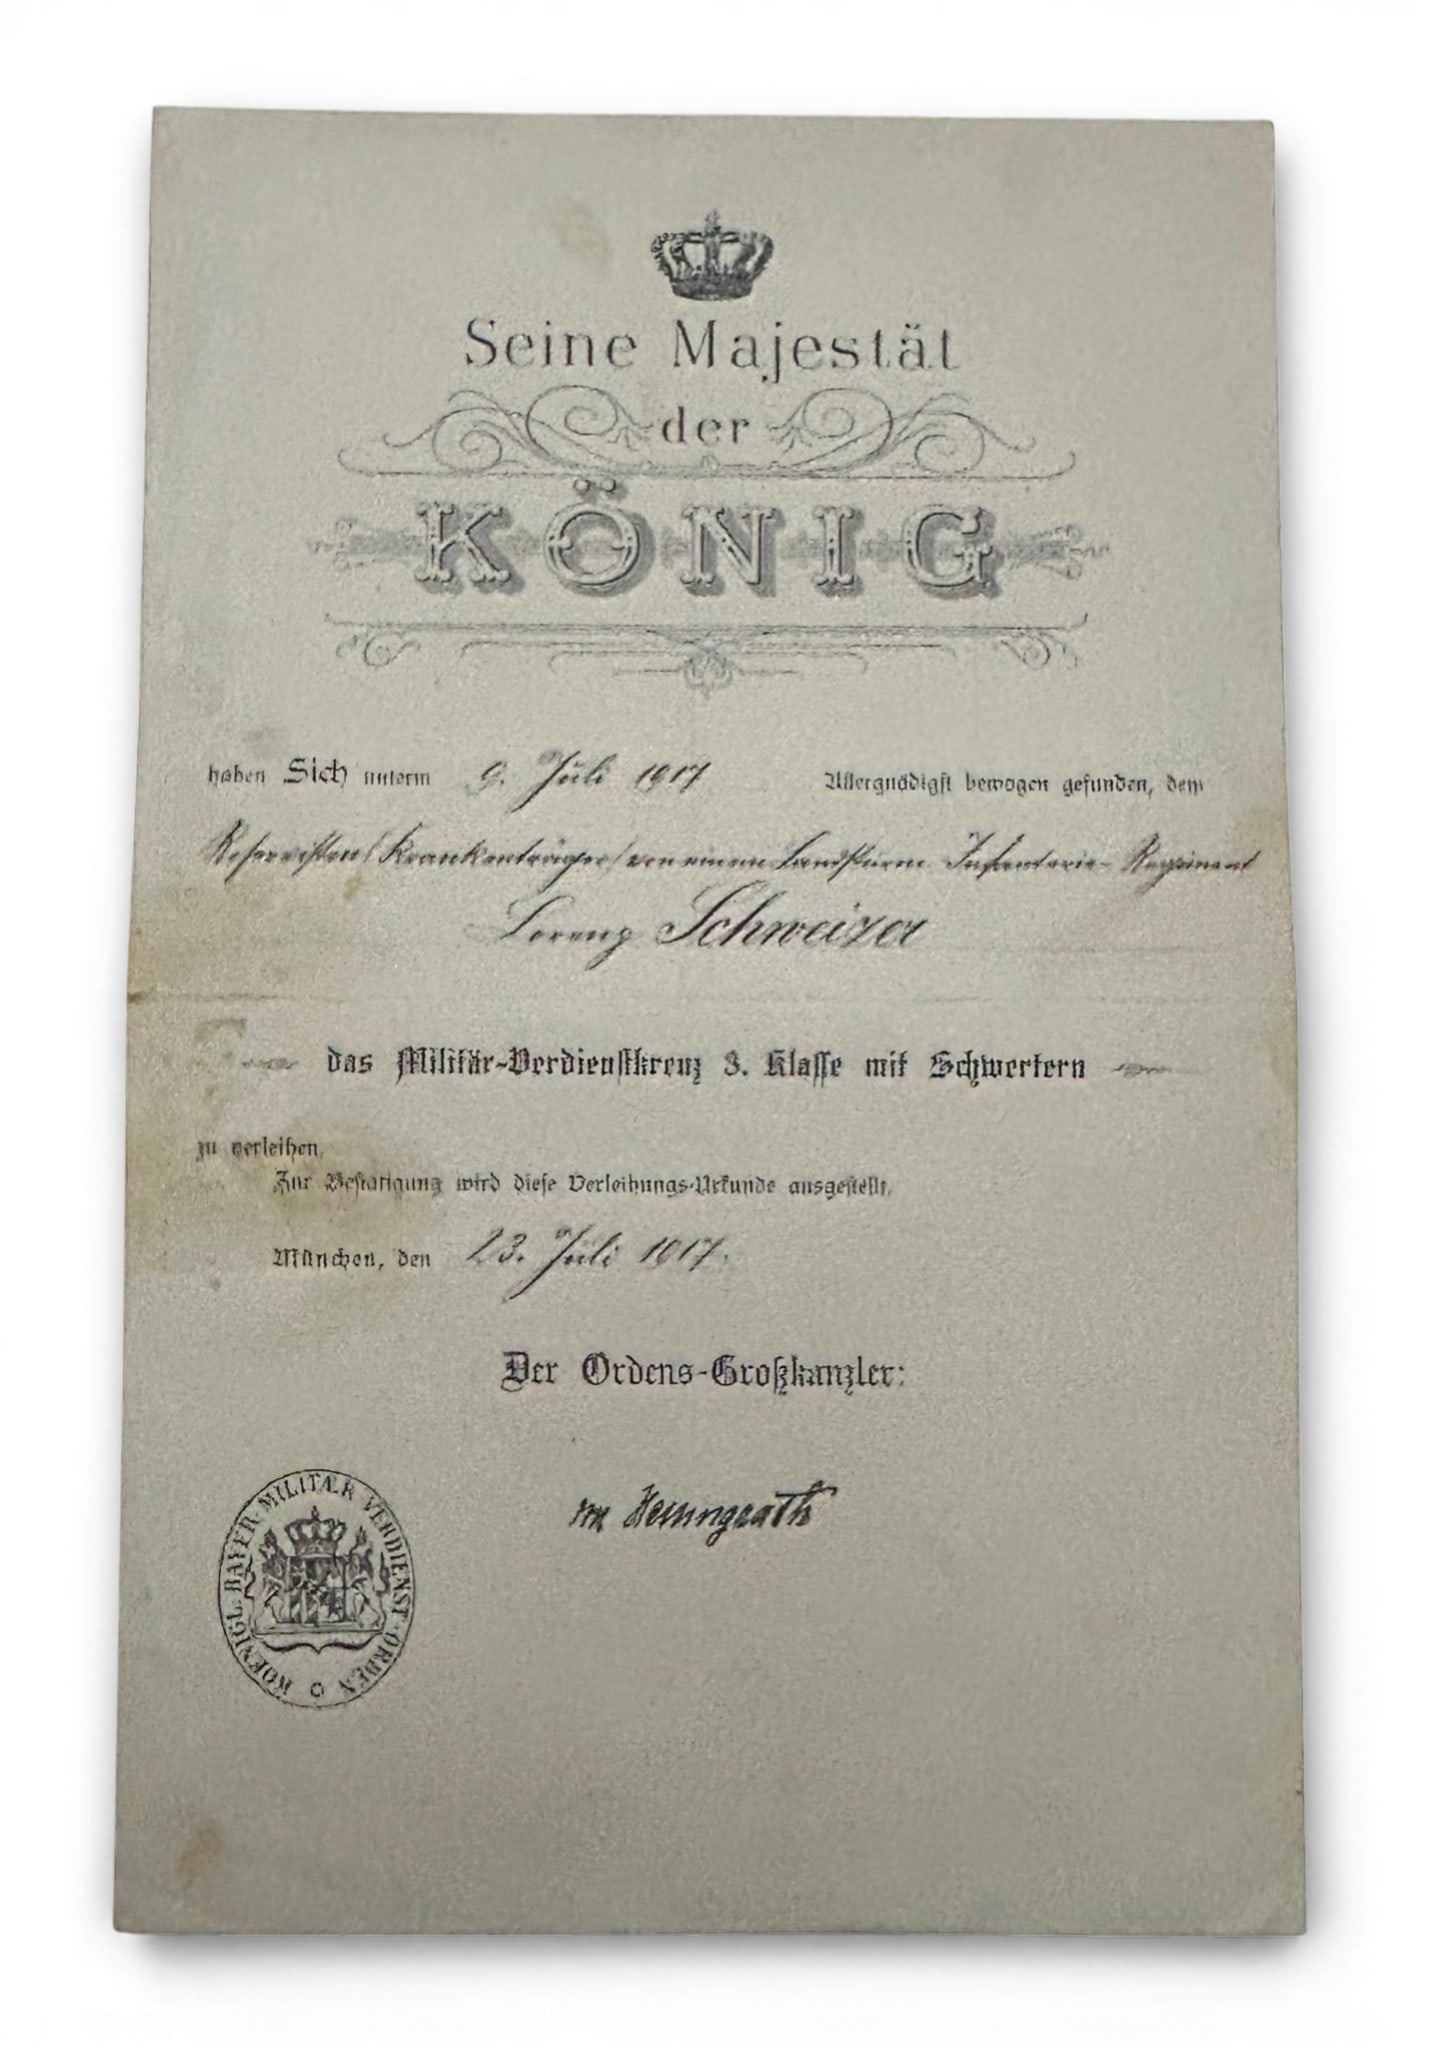 Seine Majestät
der
KÖNIG
haben Sich unterm 9. Juli 1917 Allergnädigst bewogen gefunden, dem
Reservisten (Krankenträger) von einem Landsturm Infanterie-Regiment
Lorenz Schweizer
das Militär-Verdienstkreuz 3. Klasse mit Schwertern
zu verleihen.
Zur Bestätigung wird diese Verleihungs-Urkunde ausgestellt.
München, den 23. Juli 1917.
Der Ordens-Großkanzler:
KOENIGL. BAYER. MILITÆR VERDIENST-ORDEN